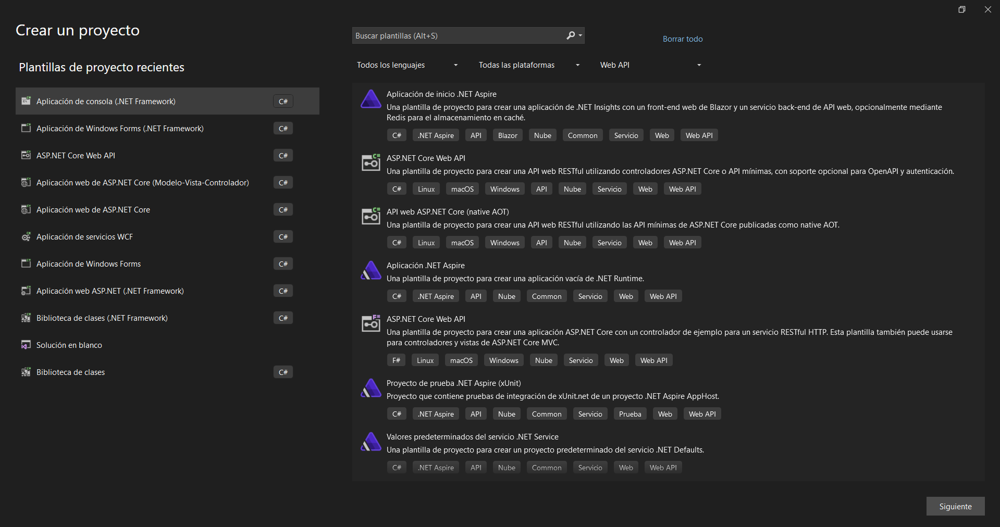 Crear un proyecto
Plantillas de proyecto recientes
Aplicación de consola (.NET Framework) C#
Aplicación de Windows Forms (.NET Framework) C#
ASP.NET Core Web API C#
Aplicación web de ASP.NET Core (Modelo-Vista-Controlador) C#
Aplicación web de ASP.NET Core C#
Aplicación de servicios WCF C#
Aplicación de Windows Forms C#
Aplicación web ASP.NET (.NET Framework) C#
Biblioteca de clases (.NET Framework) C#
Solución en blanco
Biblioteca de clases C#
Buscar plantillas (Alt+S)
Borrar todo
Todos los lenguajes Todas las plataformas Web API
Aplicación de inicio .NET Aspire
Una plantilla de proyecto para crear una aplicación de .NET Insights con un front-end web de Blazor y un servicio back-end de API web, opcionalmente mediante
Redis para el almacenamiento en caché.
C# .NET Aspire API Blazor Nube Common Servicio Web Web API
C#
ASP.NET Core Web API
Una plantilla de proyecto para crear una API web RESTful utilizando controladores ASP.NET Core o API mínimas, con soporte opcional para OpenAPI y autenticación.
C# Linux macOS Windows API Nube Servicio Web Web API
C#
API web ASP.NET Core (native AOT)
Una plantilla de proyecto para crear una API web RESTful utilizando las API mínimas de ASP.NET Core publicadas como native AOT.
C# Linux macOS Windows API Nube Servicio Web Web API
Aplicación .NET Aspire
Una plantilla de proyecto para crear una aplicación vacía de .NET Runtime.
C# .NET Aspire API Nube Common Servicio Web Web API
F#
ASP.NET Core Web API
Una plantilla de proyecto para crear una aplicación ASP.NET Core con un controlador de ejemplo para un servicio RESTful HTTP. Esta plantilla también puede usarse
para controladores y vistas de ASP.NET Core MVC.
F# Linux macOS Windows Nube Servicio Web Web API
Proyecto de prueba .NET Aspire (xUnit)
Proyecto que contiene pruebas de integración de xUnit.net de un proyecto .NET Aspire AppHost.
C# .NET Aspire API Nube Common Servicio Prueba Web Web API
Valores predeterminados del servicio .NET Service
Una plantilla de proyecto para crear un proyecto predeterminado del servicio .NET Defaults.
C# .NET Aspire API Nube Common Servicio Web Web API
Siguiente